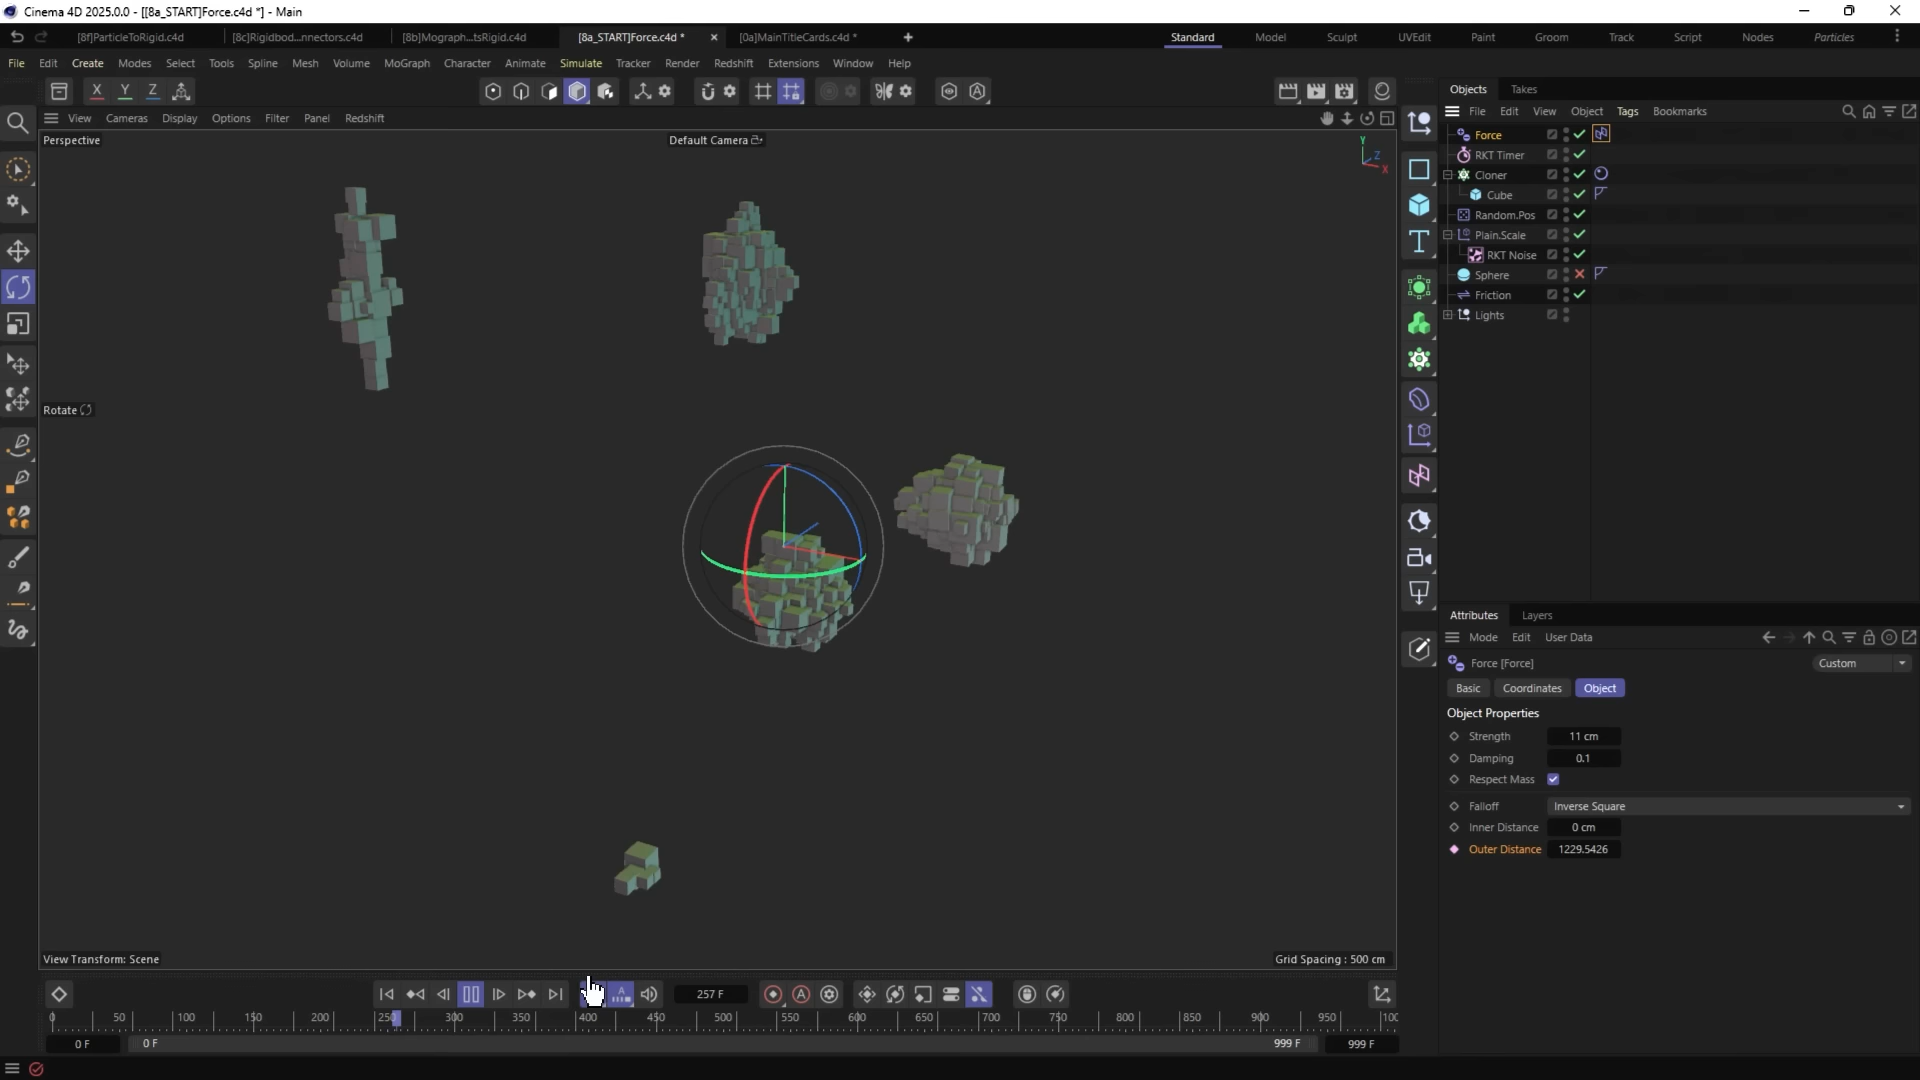 Cinema 4D 2025.0.0 - [[8a_START]Force.c4d *] - Main
[8f]ParticleToRigid.c4d
[8c]Rigidbod...nnectors.c4d
[8b]Mograph...tsRigid.c4d
[8a_START]Force.c4d *
[0a]MainTitleCards.c4d *
Standard
Model
Sculpt
UVEdit
Paint
Groom
Track
Script
Nodes
Particles
File Edit Create Modes Select Tools Spline Mesh Volume MoGraph Character Animate Simulate Tracker Render Redshift Extensions Window Help
X Y Z
Objects Takes
View Cameras Display Options Filter Panel Redshift
File Edit View Object Tags Bookmarks
Perspective
Default Camera
Y
Z
X
Force
RKT Timer
Cloner
Cube
Random.Pos
Plain.Scale
RKT Noise
Sphere
Friction
Lights
Rotate
Attributes Layers
Mode Edit User Data
Force [Force]
Custom
Basic Coordinates Object
Object Properties
Strength 11 cm
Damping 0.1
Respect Mass
Falloff Inverse Square
Inner Distance 0 cm
Outer Distance 1229.5426
View Transform: Scene
Grid Spacing : 500 cm
257 F
0 50 100 150 200 250 300 350 400 450 500 550 600 650 700 750 800 850 900 950 100
0 F
0 F
999 F
999 F